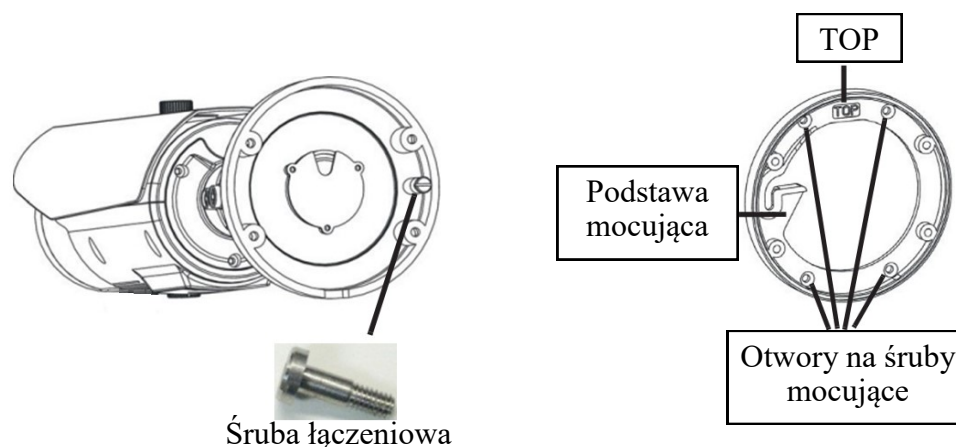 TOP
TOP
Podstawa
mocująca
Otwory na śruby
mocujące
Śruba łączeniowa